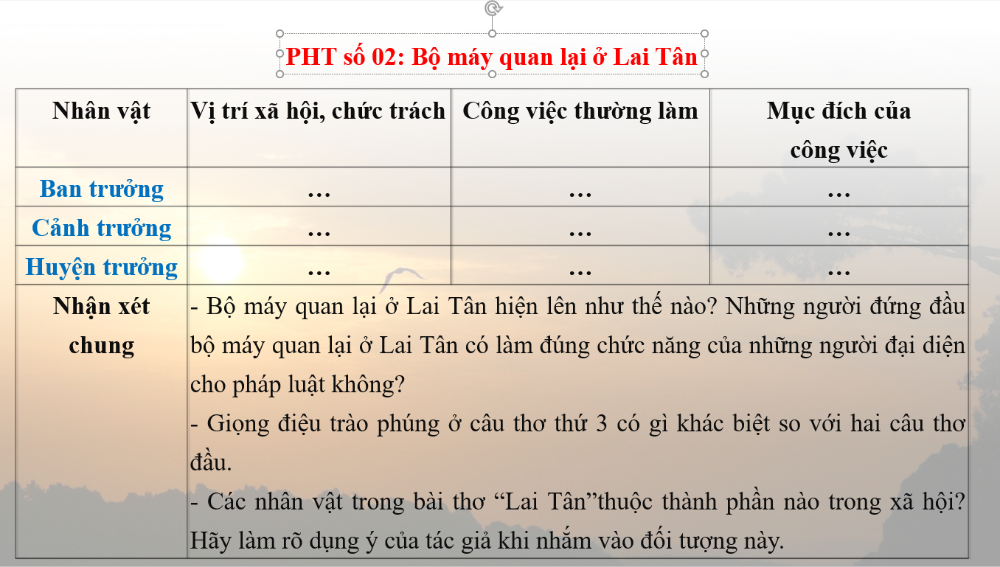 PHT số 02: Bộ máy quan lại ở Lai Tân
Nhân vật
Vị trí xã hội, chức trách
Công việc thường làm
Mục đích của
công việc
Ban trưởng
...
...
...
Cảnh trưởng
...
...
...
Huyện trưởng
...
...
...
Nhận xét
chung
- Bộ máy quan lại ở Lai Tân hiện lên như thế nào? Những người đứng đầu
bộ máy quan lại ở Lai Tân có làm đúng chức năng của những người đại diện
cho pháp luật không?
- Giọng điệu trào phúng ở câu thơ thứ 3 có gì khác biệt so với hai câu thơ
đầu.
- Các nhân vật trong bài thơ “Lai Tân”thuộc thành phần nào trong xã hội?
Hãy làm rõ dụng ý của tác giả khi nhắm vào đối tượng này.